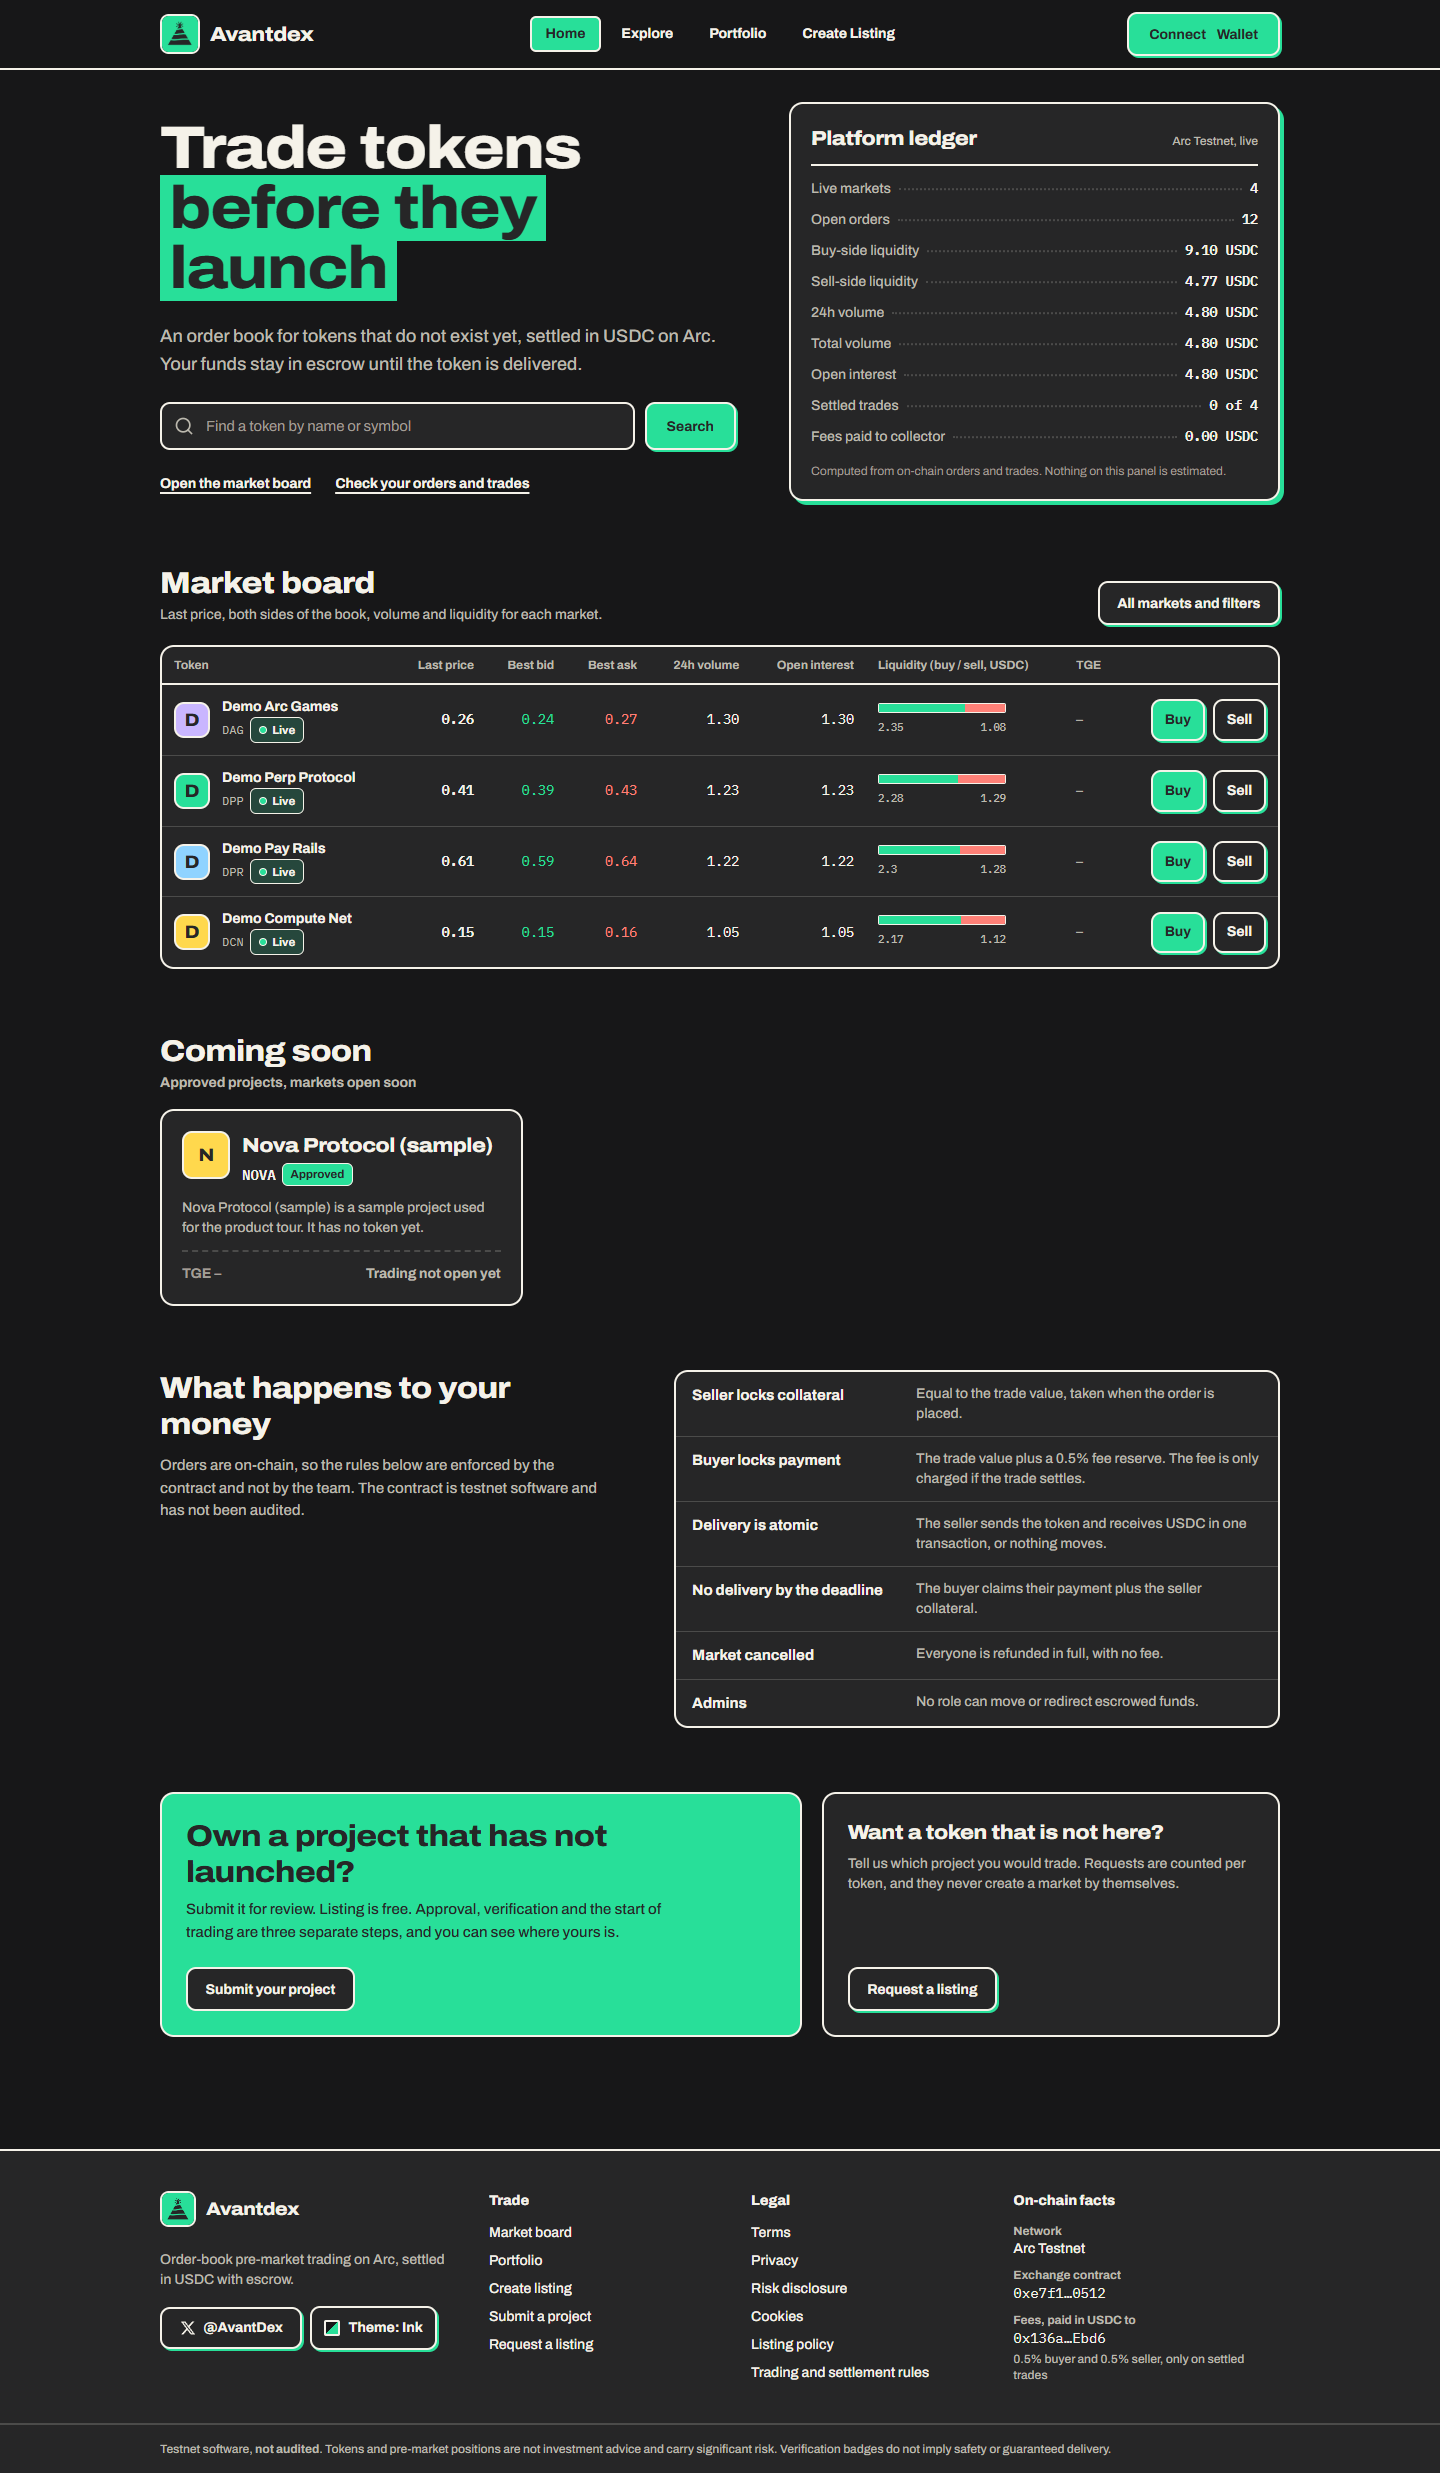 Avantdex
Home Explore Portfolio Create Listing
Connect Wallet
Trade tokens
before they
launch
An order book for tokens that do not exist yet, settled in USDC on Arc.
Your funds stay in escrow until the token is delivered.
Find a token by name or symbol
Search
Open the market board Check your orders and trades
Platform ledger Arc Testnet, live
Live markets 4
Open orders 12
Buy-side liquidity 9.10 USDC
Sell-side liquidity 4.77 USDC
24h volume 4.80 USDC
Total volume 4.80 USDC
Open interest 4.80 USDC
Settled trades 0 of 4
Fees paid to collector 0.00 USDC
Computed from on-chain orders and trades. Nothing on this panel is estimated.
Market board
Last price, both sides of the book, volume and liquidity for each market.
All markets and filters
Token Last price Best bid Best ask 24h volume Open interest Liquidity (buy / sell, USDC) TGE
D Demo Arc Games
DAG Live 0.26 0.24 0.27 1.30 1.30 2.35 1.08 – Buy Sell
D Demo Perp Protocol
DPP Live 0.41 0.39 0.43 1.23 1.23 2.28 1.29 – Buy Sell
D Demo Pay Rails
DPR Live 0.61 0.59 0.64 1.22 1.22 2.3 1.28 – Buy Sell
D Demo Compute Net
DCN Live 0.15 0.15 0.16 1.05 1.05 2.17 1.12 – Buy Sell
Coming soon
Approved projects, markets open soon
N Nova Protocol (sample)
NOVA Approved
Nova Protocol (sample) is a sample project used
for the product tour. It has no token yet.
TGE – Trading not open yet
What happens to your
money
Orders are on-chain, so the rules below are enforced by the
contract and not by the team. The contract is testnet software and
has not been audited.
Seller locks collateral Equal to the trade value, taken when the order is
placed.
Buyer locks payment The trade value plus a 0.5% fee reserve. The fee is only
charged if the trade settles.
Delivery is atomic The seller sends the token and receives USDC in one
transaction, or nothing moves.
No delivery by the deadline The buyer claims their payment plus the seller
collateral.
Market cancelled Everyone is refunded in full, with no fee.
Admins No role can move or redirect escrowed funds.
Own a project that has not
launched?
Submit it for review. Listing is free. Approval, verification and the start of
trading are three separate steps, and you can see where yours is.
Submit your project
Want a token that is not here?
Tell us which project you would trade. Requests are counted per
token, and they never create a market by themselves.
Request a listing
Avantdex
Order-book pre-market trading on Arc, settled
in USDC with escrow.
@AvantDex Theme: Ink
Trade
Market board
Portfolio
Create listing
Submit a project
Request a listing
Legal
Terms
Privacy
Risk disclosure
Cookies
Listing policy
Trading and settlement rules
On-chain facts
Network
Arc Testnet
Exchange contract
0xe7f1…0512
Fees, paid in USDC to
0x136a…Ebd6
0.5% buyer and 0.5% seller, only on settled
trades
Testnet software, not audited. Tokens and pre-market positions are not investment advice and carry significant risk. Verification badges do not imply safety or guaranteed delivery.